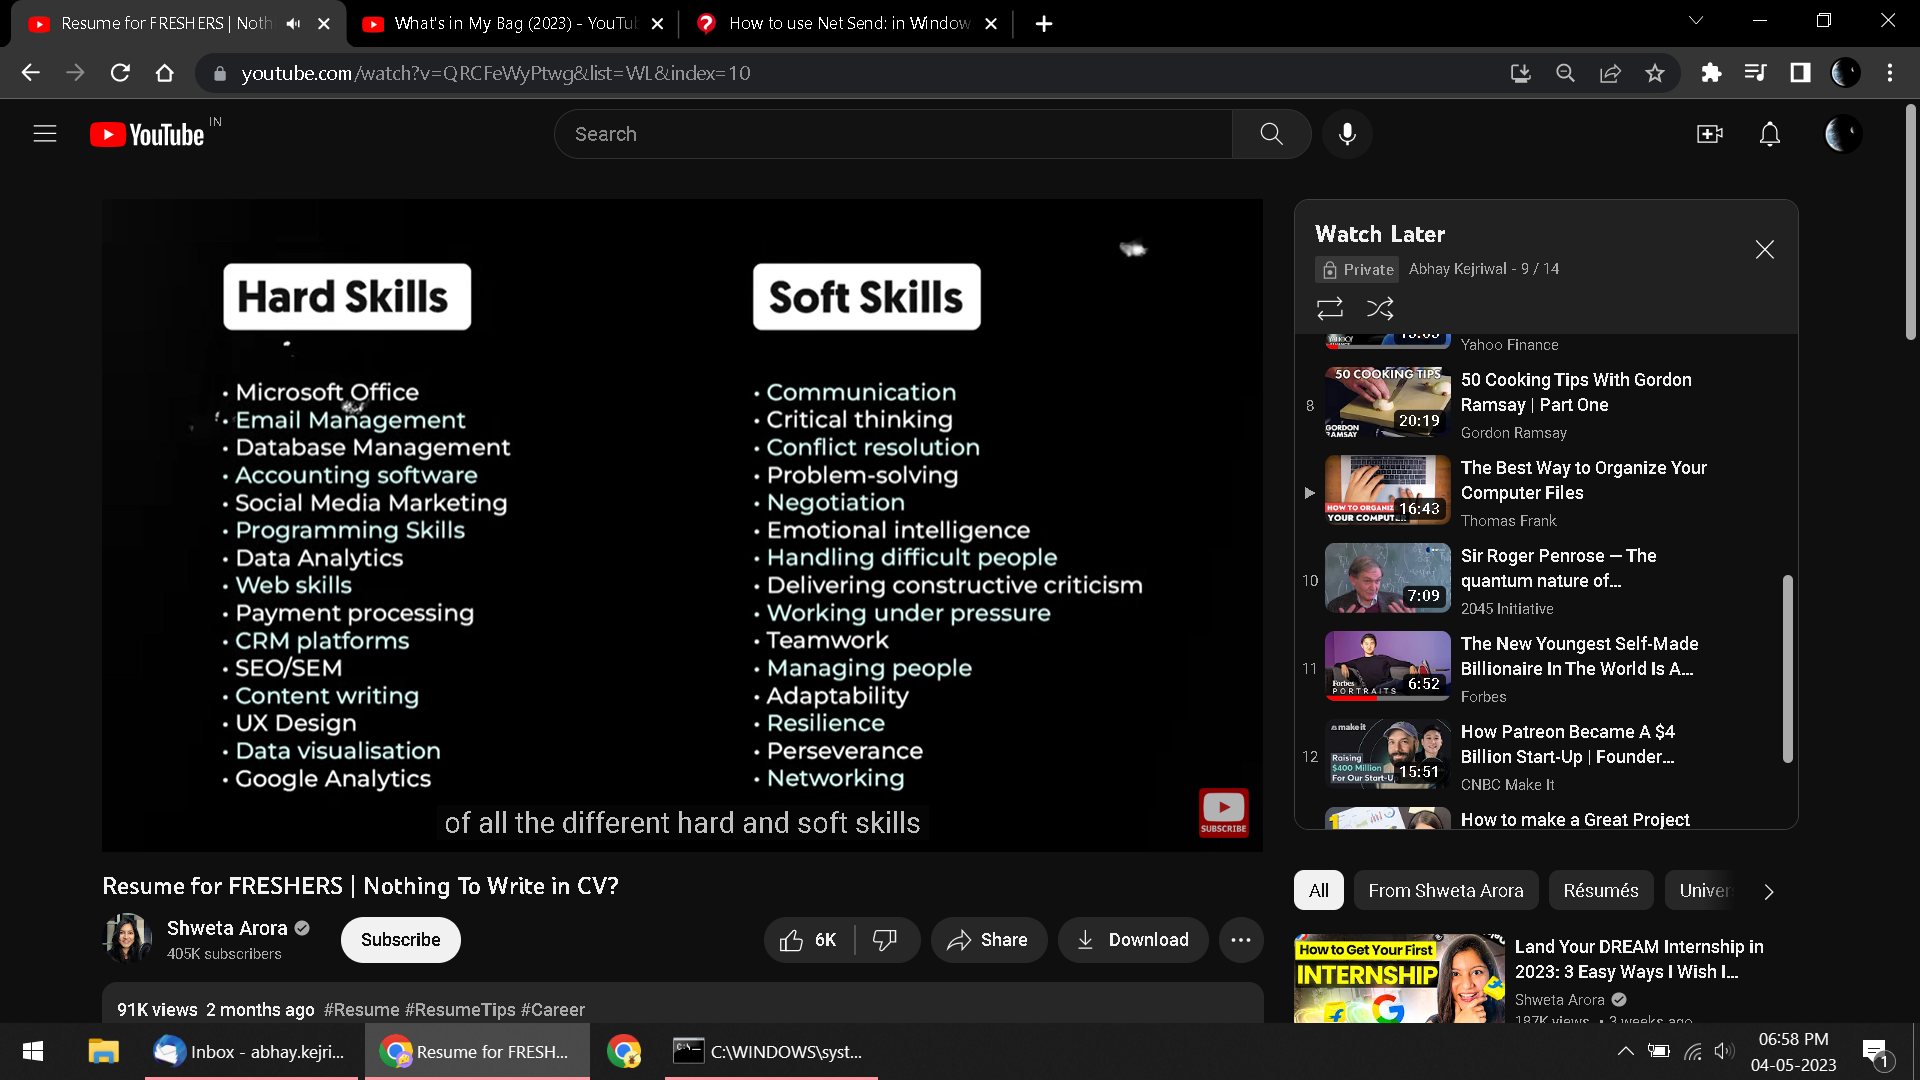 Resume for FRESHERS | Noth
What's in My Bag (2023) - YouTu
How to use Net Send: in Window
youtube.com/watch?v=QRCFeWyPtwg&list=WL&index=10
YouTube IN
Search
Hard Skills
• Microsoft Office
• Email Management
• Database Management
• Accounting software
• Social Media Marketing
• Programming Skills
• Data Analytics
• Web skills
• Payment processing
• CRM platforms
• SEO/SEM
• Content writing
• UX Design
• Data visualisation
• Google Analytics
Soft Skills
• Communication
• Critical thinking
• Conflict resolution
• Problem-solving
• Negotiation
• Emotional intelligence
• Handling difficult people
• Delivering constructive criticism
• Working under pressure
• Teamwork
• Managing people
• Adaptability
• Resilience
• Perseverance
• Networking
of all the different hard and soft skills
SUBSCRIBE
Resume for FRESHERS | Nothing To Write in CV?
Shweta Arora
405K subscribers
Subscribe
6K
Share
Download
91K views 2 months ago #Resume #ResumeTips #Career
Watch Later
Private Abhay Kejriwal - 9 / 14
Yahoo Finance
8
50 COOKING TIPS
GORDON
RAMSAY
20:19
50 Cooking Tips With Gordon
Ramsay | Part One
Gordon Ramsay
HOW TO ORGANIZ
YOUR COMPUTE
16:43
The Best Way to Organize Your
Computer Files
Thomas Frank
10
7:09
Sir Roger Penrose — The
quantum nature of...
2045 Initiative
11
Forbes
PORTRAITS
6:52
The New Youngest Self-Made
Billionaire In The World Is A...
Forbes
12
make it
Raising
$400 Million
For Our Start-U
15:51
How Patreon Became A $4
Billion Start-Up | Founder...
CNBC Make It
How to make a Great Project
All
From Shweta Arora
Résumés
Univer
How to Get Your First
INTERNSHIP
Land Your DREAM Internship in
2023: 3 Easy Ways I Wish I...
Shweta Arora
187K views • 3 weeks ago
Inbox - abhay.kejri...
Resume for FRESH...
C:\WINDOWS\syst...
06:58 PM
04-05-2023
1